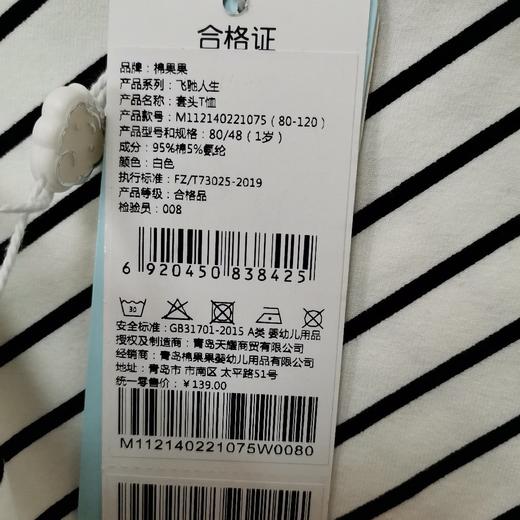 合格证
品牌：棉果果
产品系列：飞驰人生
产品名称：套头T恤
产品款号：M112140221075（80-120）
产品型号和规格：80/48（1岁）
成分：95%棉5%氨纶
颜色：白色
执行标准：FZ/T73025-2019
产品等级：合格品
检验员：008
6 920450 838425
30
安全标准：GB31701-2015 A类 婴幼儿用品
授权及制造商：青岛天耀商贸有限公司
经销商：青岛棉果果婴幼儿用品有限公司
地址：青岛市 市南区 太平路51号
统一零售价：￥139.00
M112140221075W0080